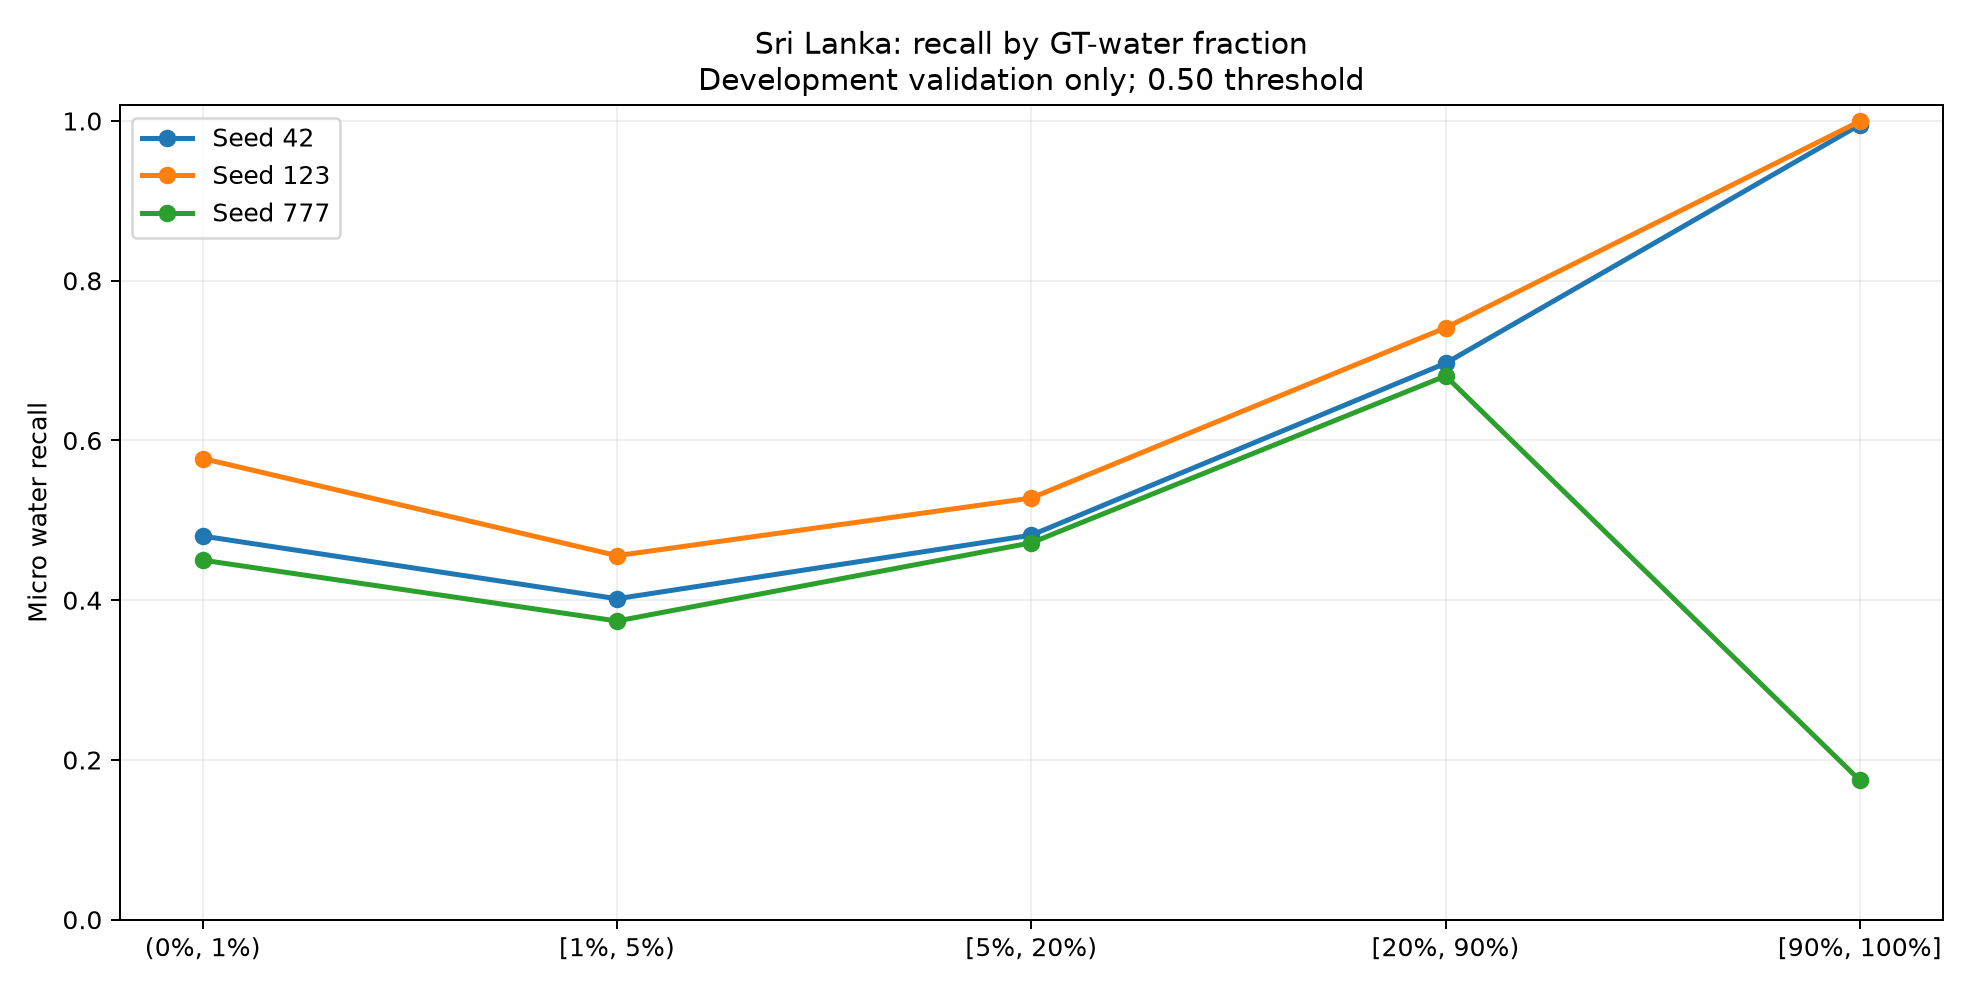 Sri Lanka: recall by GT-water fraction
Development validation only; 0.50 threshold
Seed 42
Seed 123
Seed 777
Micro water recall
1.0
0.8
0.6
0.4
0.2
0.0
(0%, 1%)
[1%, 5%)
[5%, 20%)
[20%, 90%)
[90%, 100%]